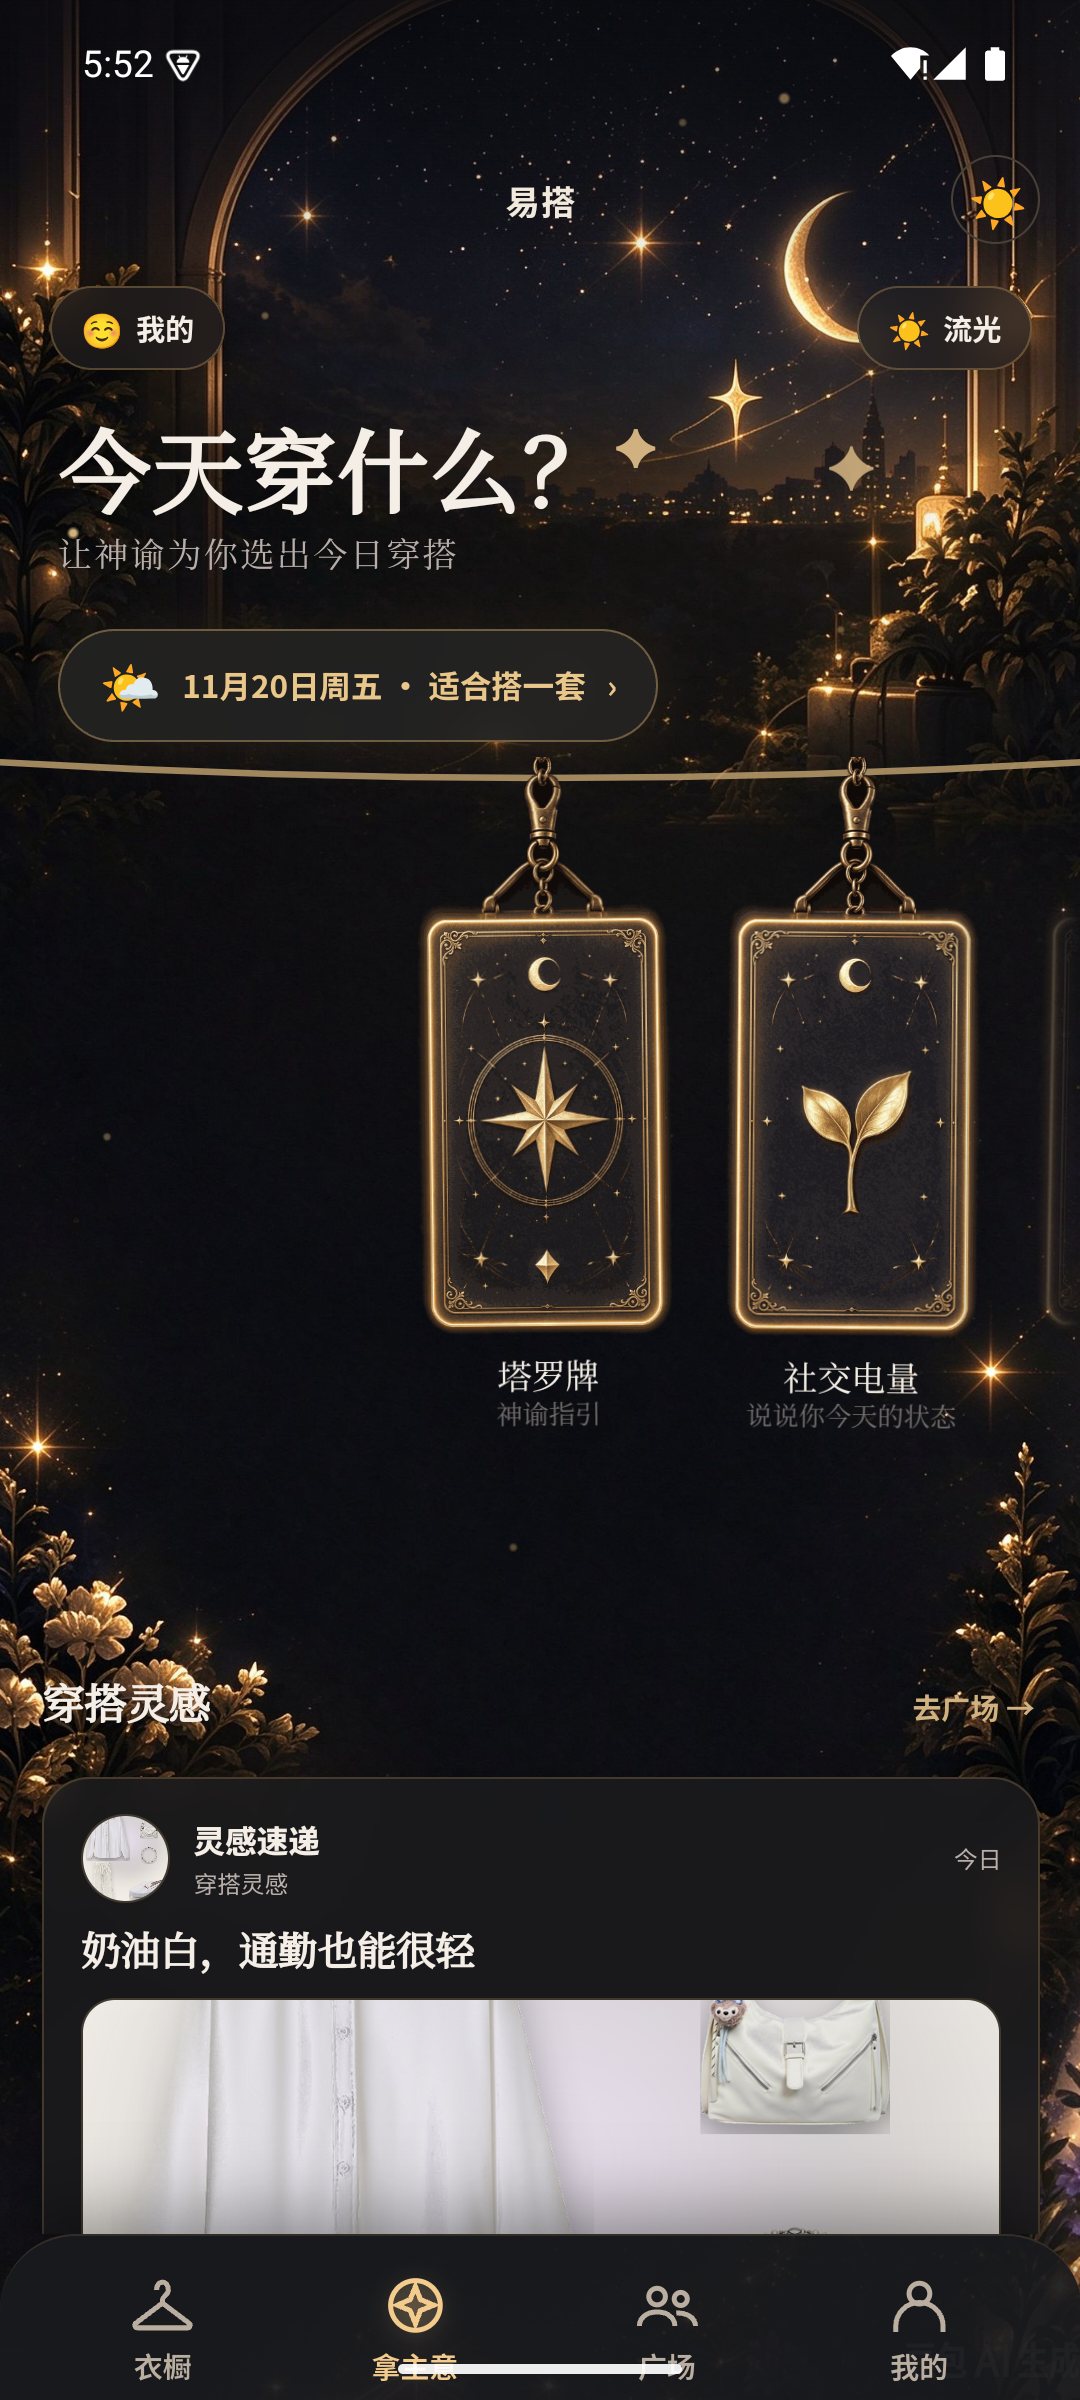 5:52
易搭
我的
流光
今天穿什么?
让神谕为你选出今日穿搭
11月20日周五 · 适合搭一套 ›
塔罗牌
神谕指引
社交电量
说说你今天的状态
穿搭灵感
去广场→
灵感速递
穿搭灵感
今日
奶油白，通勤也能很轻
衣橱
拿主意
广场
我的